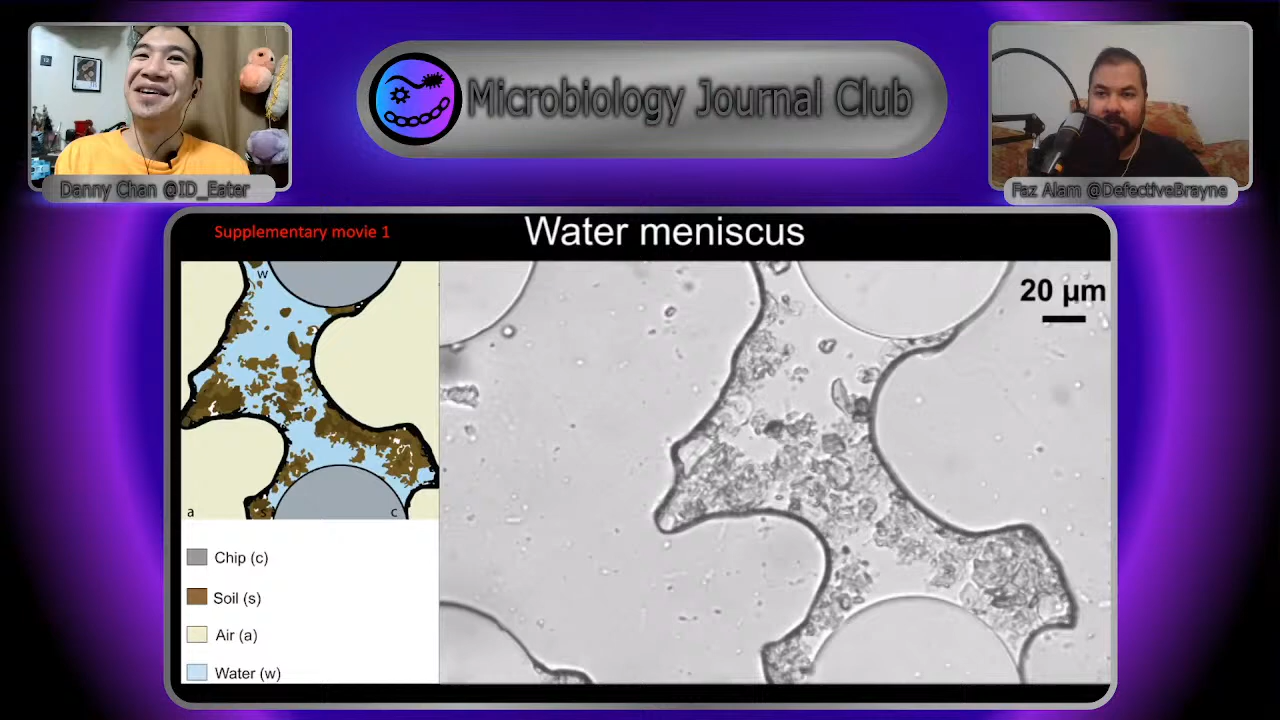 Microbiology Journal Club
Danny Chan @ID_Eater
Faz Alam @DefectiveBrayne
Supplementary movie 1
Water meniscus
20 µm
w
a
s
c
Chip (c)
Soil (s)
Air (a)
Water (w)